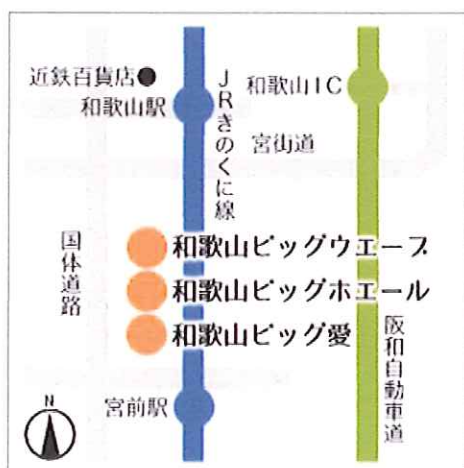 近鉄百貨店
和歌山駅
JRきのくに線
和歌山IC
宮街道
国体道路
和歌山ビッグウエーブ
和歌山ビッグホエール
和歌山ビッグ愛
阪和自動車道
宮前駅
N